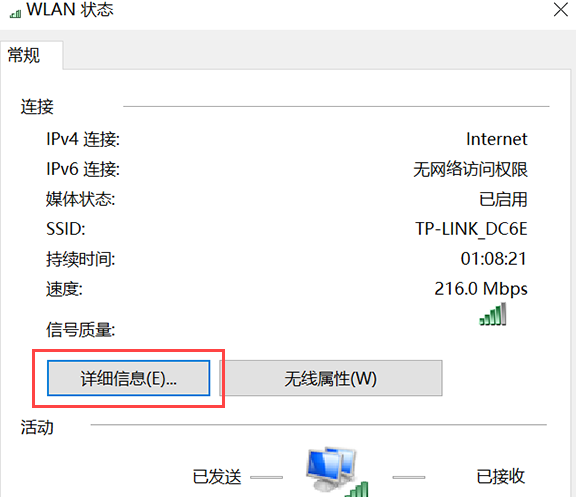 WLAN 状态
常规
连接
IPv4 连接: Internet
IPv6 连接: 无网络访问权限
媒体状态: 已启用
SSID: TP-LINK_DC6E
持续时间: 01:08:21
速度: 216.0 Mbps
信号质量:
详细信息(E)... 无线属性(W)
活动
已发送 已接收